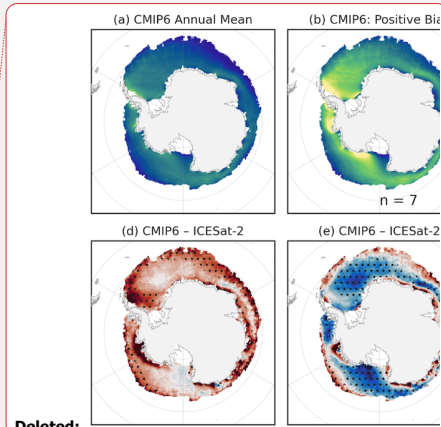 (a) CMIP6 Annual Mean
(b) CMIP6: Positive Bia
n = 7
(d) CMIP6 – ICESat-2
(e) CMIP6 – ICESat-2
Deleted: